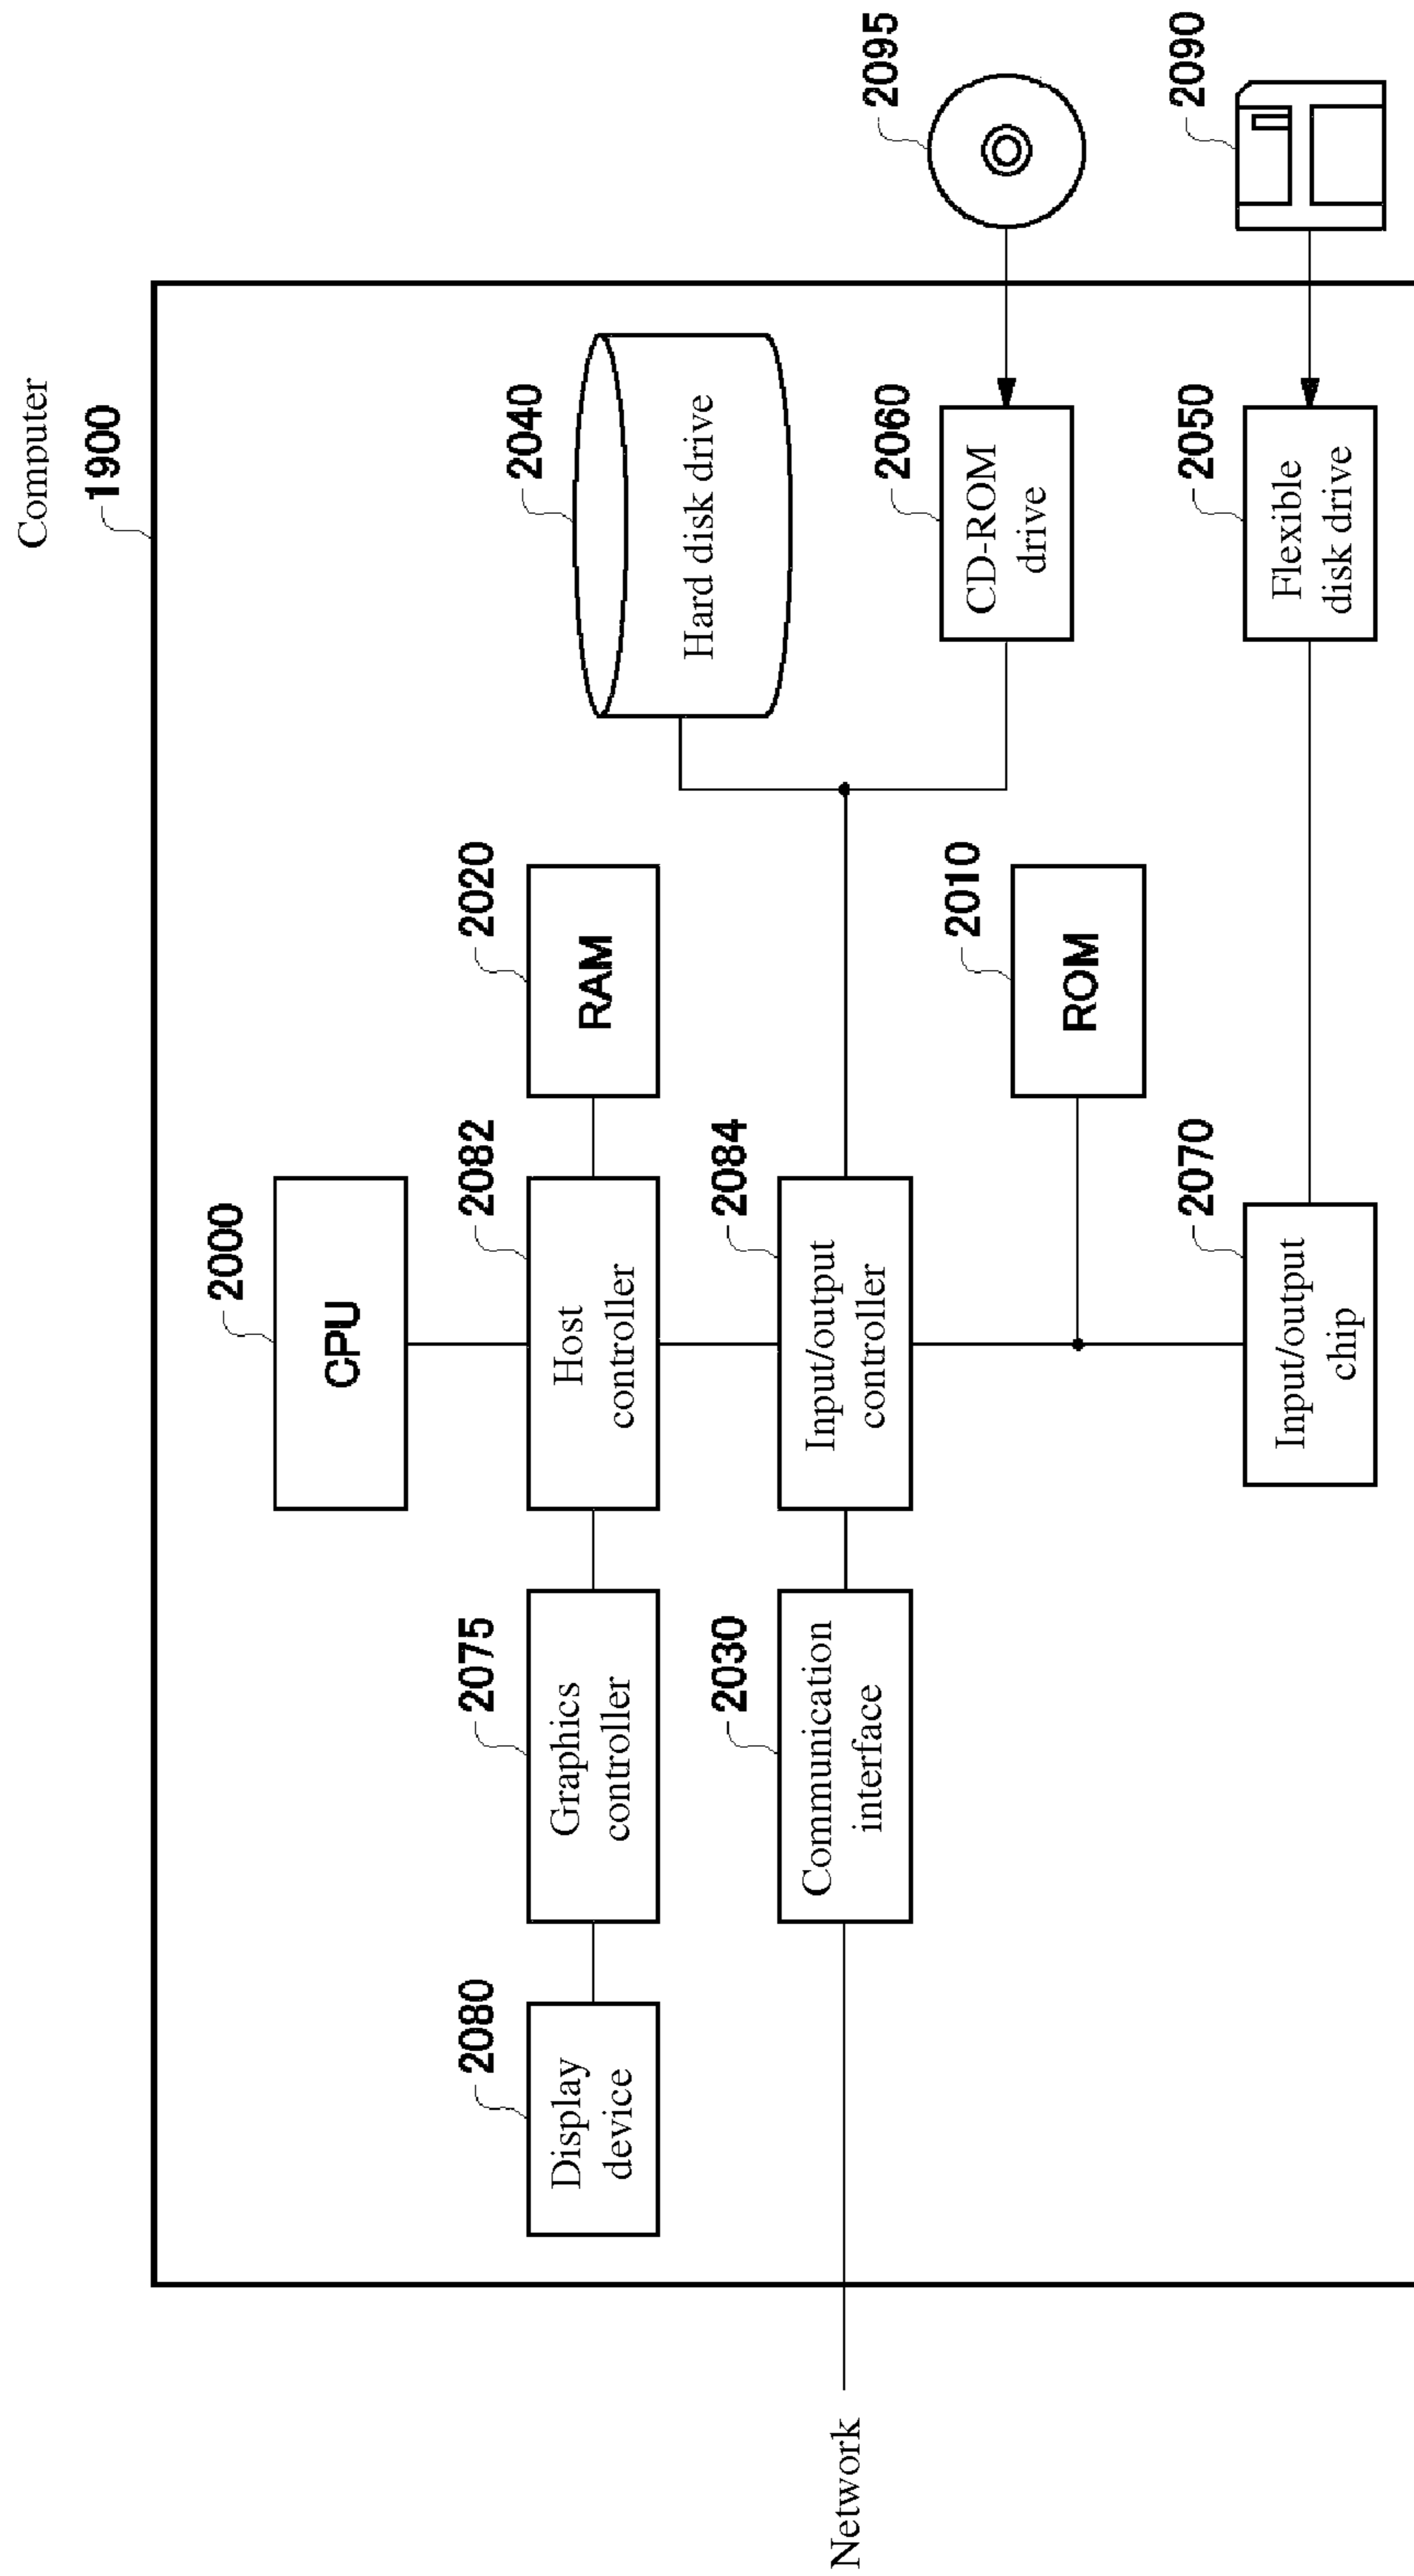 Computer
1900
2000
CPU
2080
Display
device
2075
Graphics
controller
2082
Host
controller
2020
RAM
2040
Hard disk drive
2030
Communication
interface
2084
Input/output
controller
Network
2010
ROM
2060
CD-ROM
drive
2095
2070
Input/output
chip
2050
Flexible
disk drive
2090